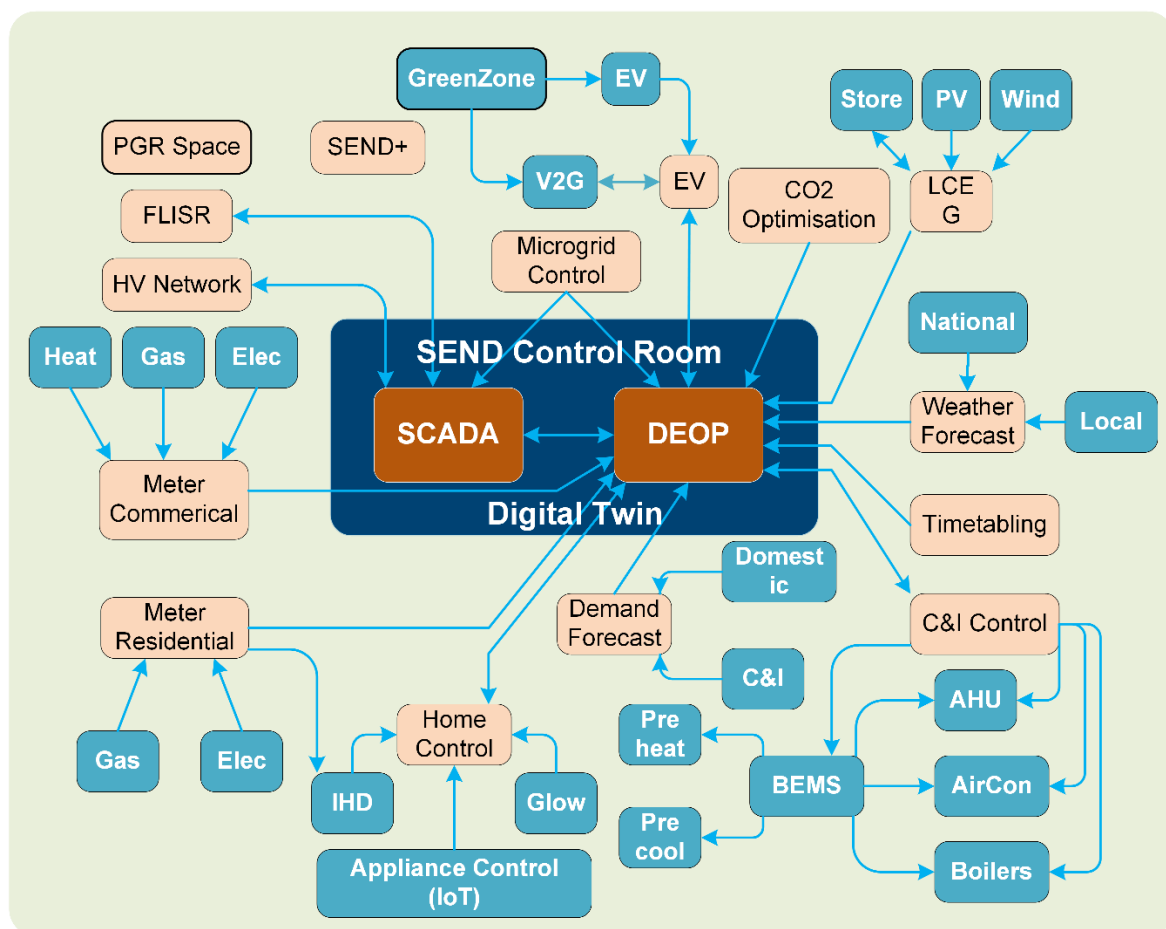 GreenZone
EV
Store
PV
Wind
PGR Space
SEND+
V2G
EV
CO2
Optimisation
LCE
G
FLISR
Microgrid
Control
HV Network
National
Heat
Gas
Elec
SEND Control Room
SCADA
DEOP
Weather
Forecast
Local
Meter
Commerical
Digital Twin
Timetabling
Domest
ic
Meter
Residential
Demand
Forecast
C&I Control
C&I
AHU
Pre
heat
Home
Control
Gas
Elec
IHD
Glow
BEMS
AirCon
Pre
cool
Appliance Control
(IoT)
Boilers